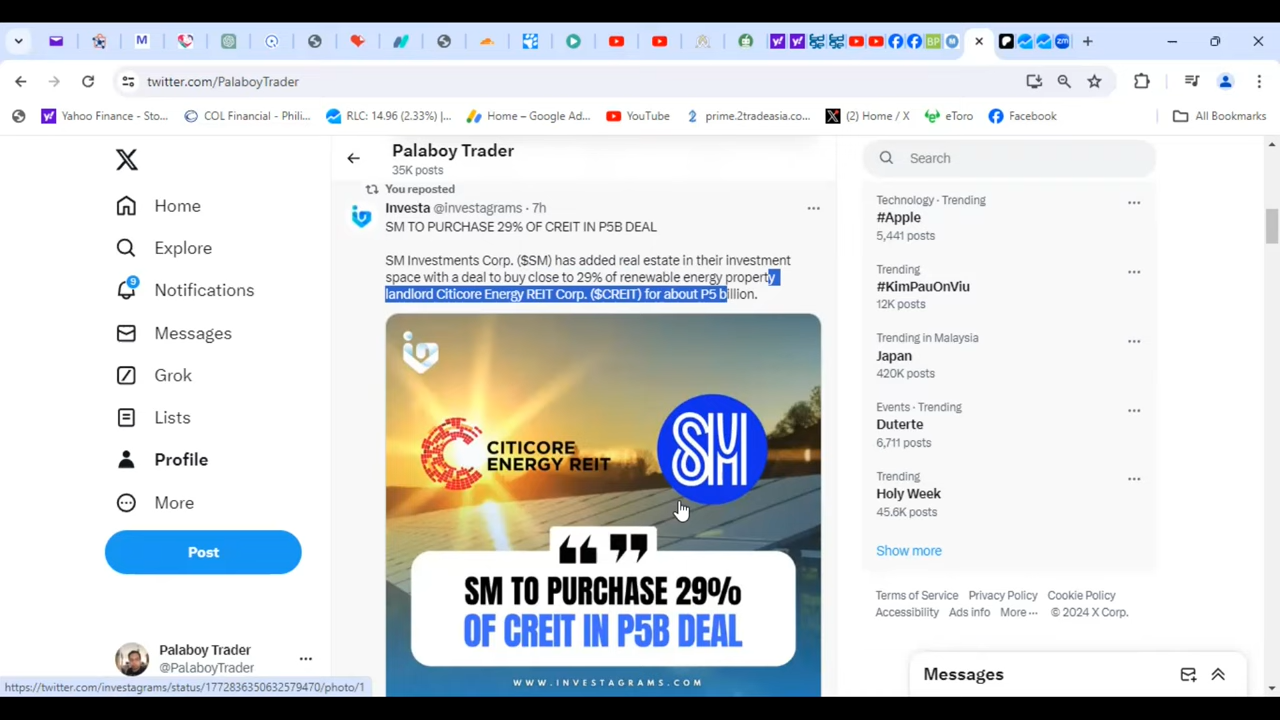 twitter.com/PalaboyTrader
Yahoo Finance - Sto...
COL Financial - Phili...
RLC: 14.96 (2.33%) |...
Home – Google Ad...
YouTube
prime.2tradeasia.co...
(2) Home / X
eToro
Facebook
All Bookmarks
Home
Explore
9
Notifications
Messages
Grok
Lists
Profile
More
Post
Palaboy Trader
@PalaboyTrader
Palaboy Trader
35K posts
You reposted
Investa @investagrams · 7h
SM TO PURCHASE 29% OF CREIT IN P5B DEAL
SM Investments Corp. ($SM) has added real estate in their investment
space with a deal to buy close to 29% of renewable energy property
landlord Citicore Energy REIT Corp. ($CREIT) for about P5 billion.
CITICORE
ENERGY REIT
SM
SM TO PURCHASE 29%
OF CREIT IN P5B DEAL
WWW.INVESTAGRAMS.COM
Search
Technology · Trending
#Apple
5,441 posts
Trending
#KimPauOnViu
12K posts
Trending in Malaysia
Japan
420K posts
Events · Trending
Duterte
6,711 posts
Trending
Holy Week
45.6K posts
Show more
Terms of Service Privacy Policy Cookie Policy
Accessibility Ads info More ··· © 2024 X Corp.
Messages
https://twitter.com/investagrams/status/1772836350632579470/photo/1